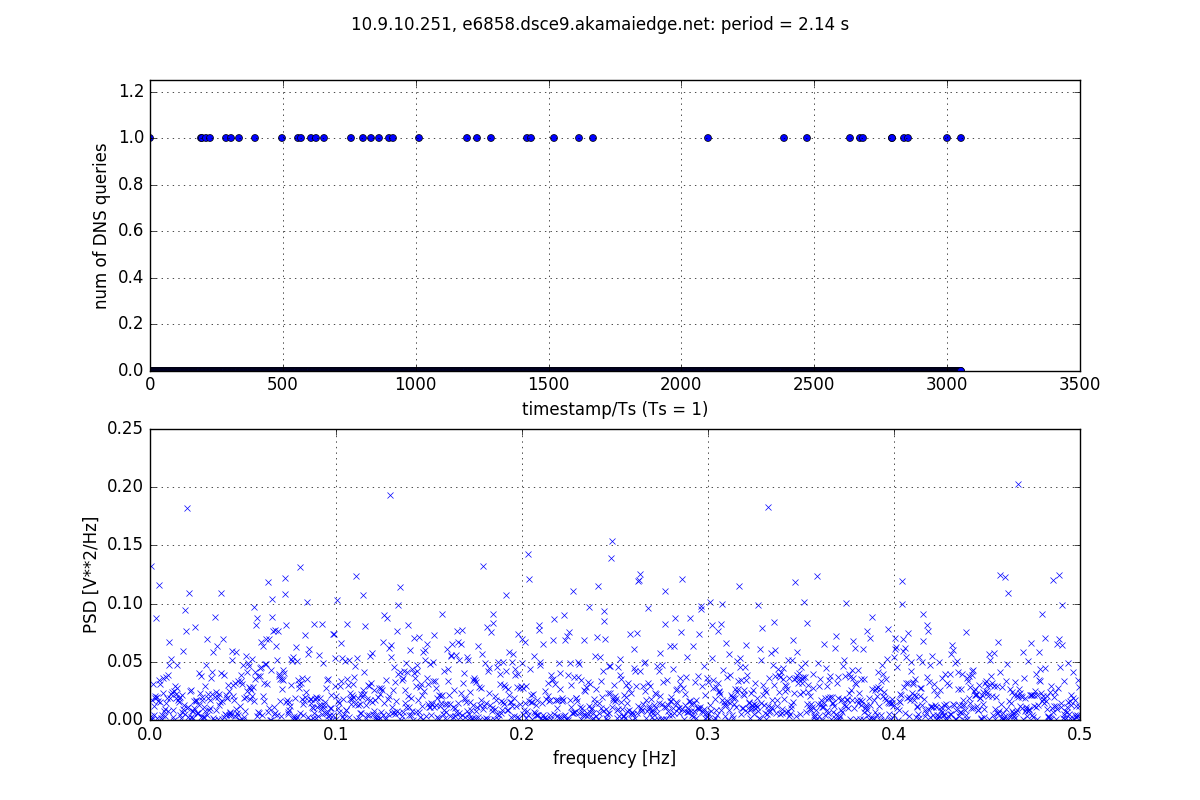 10.9.10.251, e6858.dsce9.akamaiedge.net: period = 2.14 s
1.2
1.0
0.8
0.6
0.4
0.2
0.0
num of DNS queries
0 500 1000 1500 2000 2500 3000 3500
timestamp/Ts (Ts = 1)
0.25
0.20
0.15
0.10
0.05
0.00
PSD [V**2/Hz]
0.0 0.1 0.2 0.3 0.4 0.5
frequency [Hz]